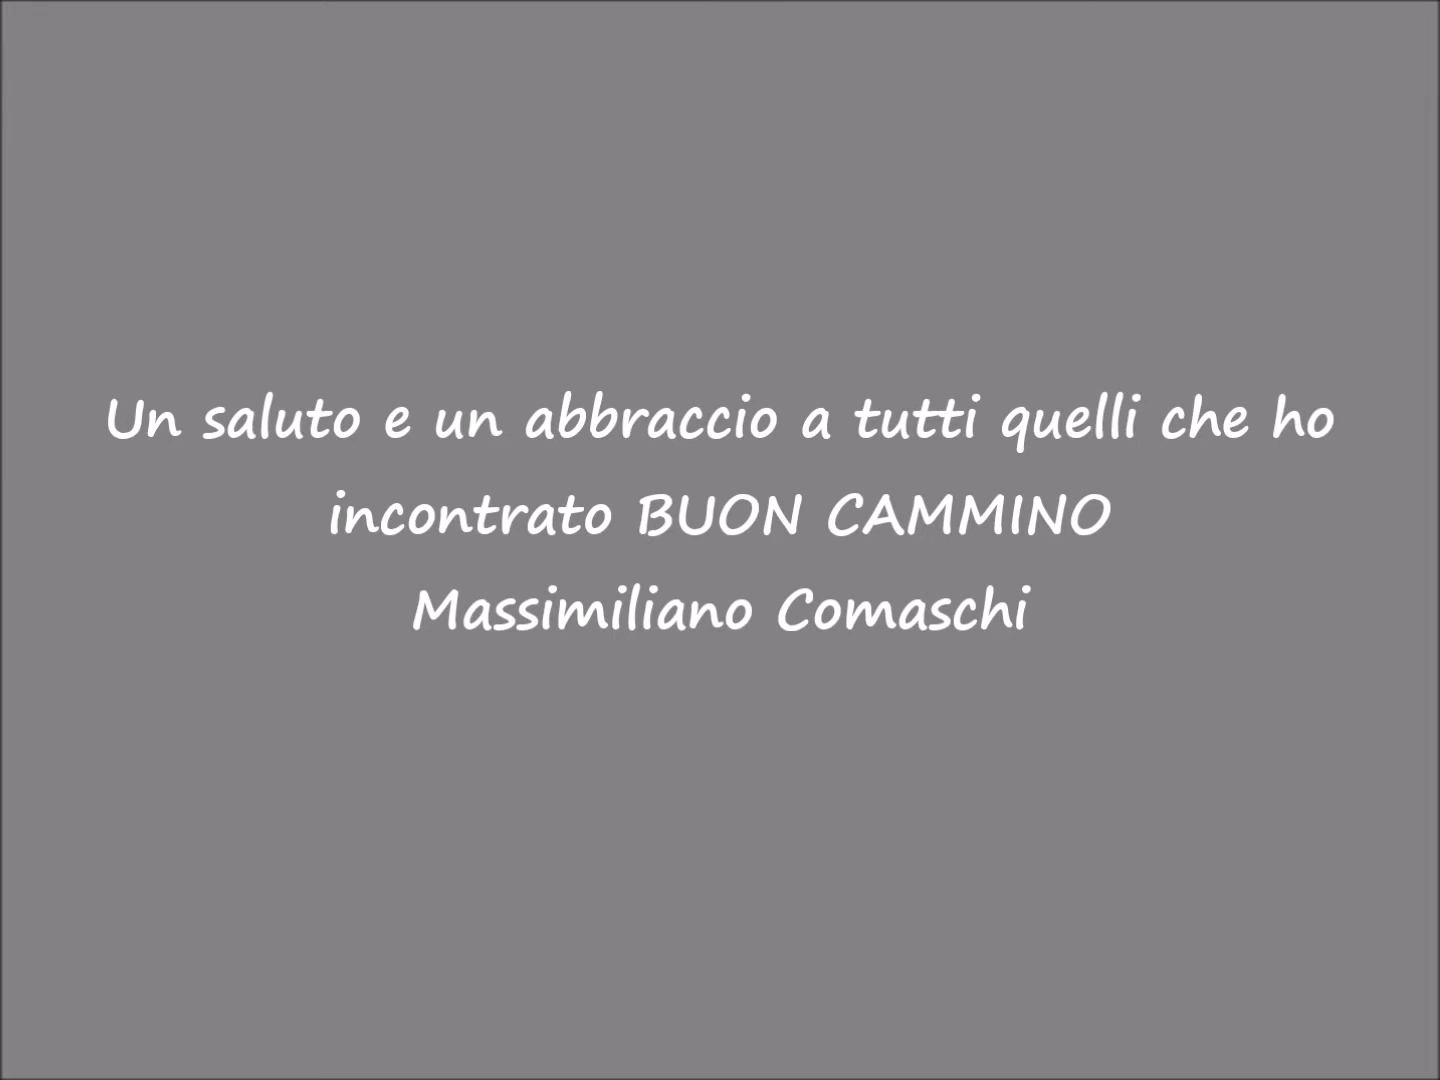 Un saluto e un abbraccio a tutti quelli che ho
incontrato BUON CAMMINO
Massimiliano Comaschi